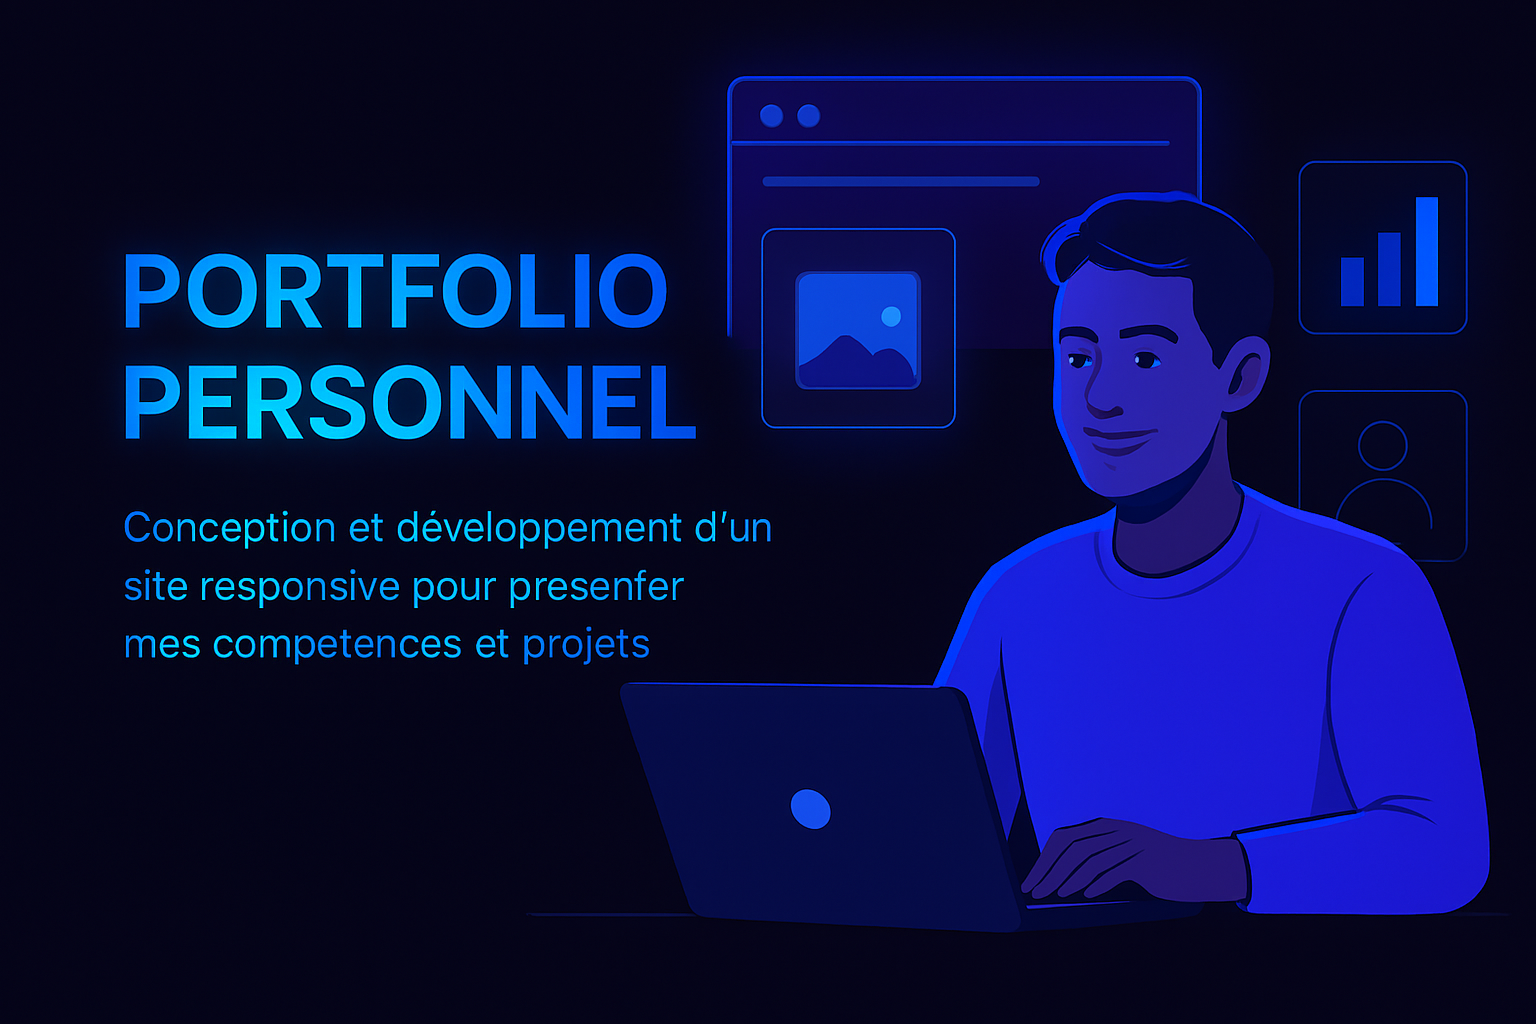 PORTFOLIO
PERSONNEL
Conception et développement d’un
site responsive pour presenfer
mes competences et projets